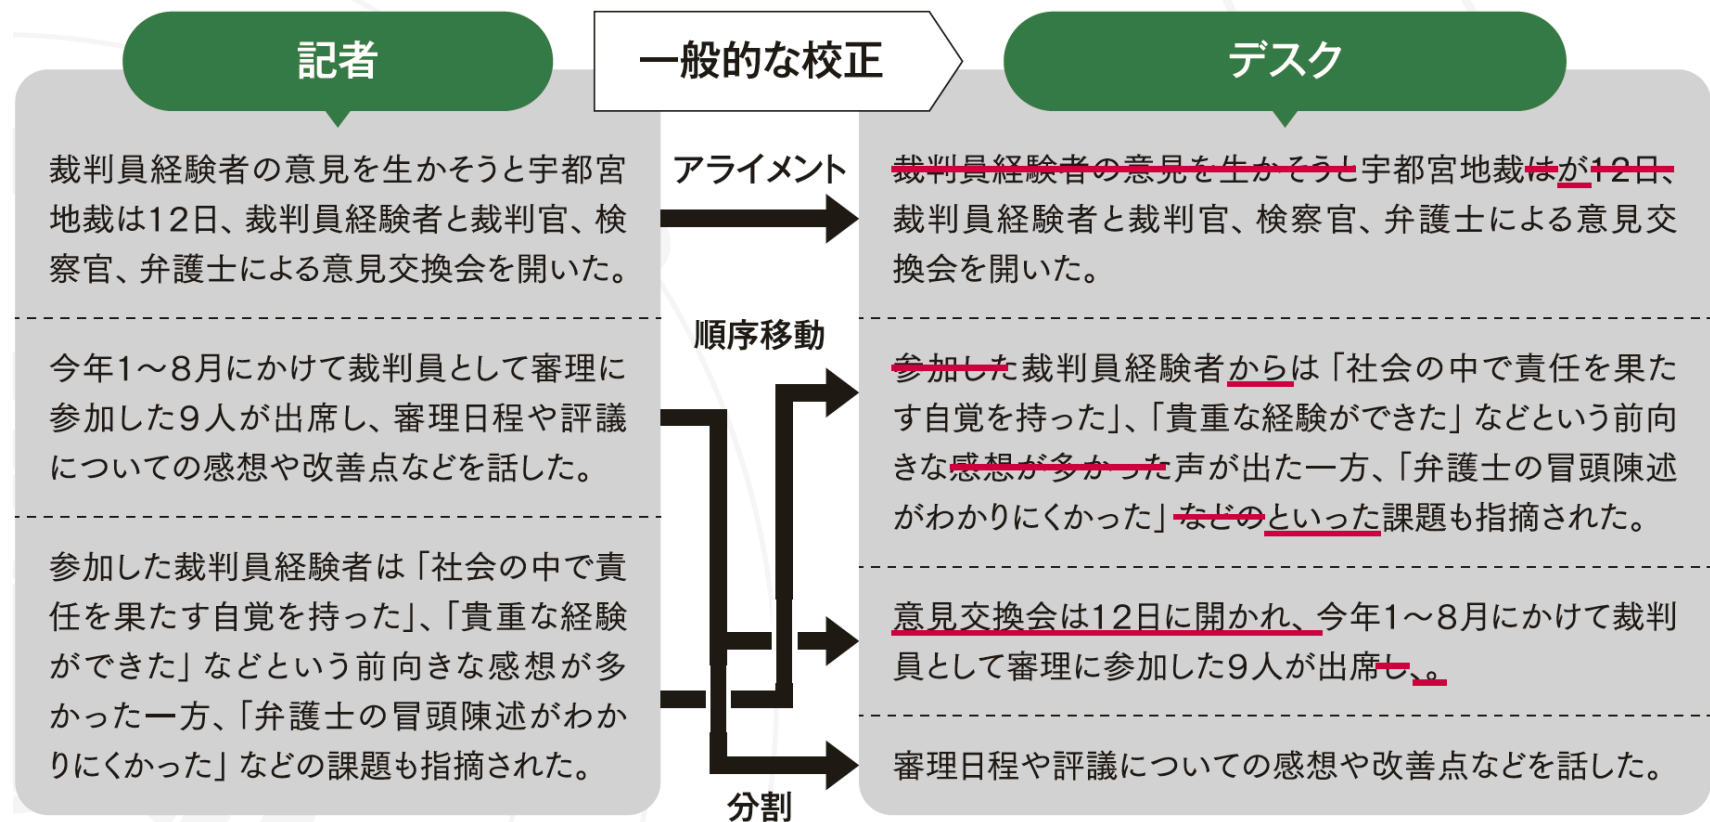 記者
一般的な校正
デスク
裁判員経験者の意見を生かそうと宇都宮
地裁は12日、裁判員経験者と裁判官、検
察官、弁護士による意見交換会を開いた。
今年1〜8月にかけて裁判員として審理に
参加した9人が出席し、審理日程や評議
についての感想や改善点などを話した。
参加した裁判員経験者は「社会の中で責
任を果たす自覚を持った」、「貴重な経験
ができた」などという前向きな感想が多
かった一方、「弁護士の冒頭陳述がわか
りにくかった」などの課題も指摘された。
アライメント
順序移動
分割
裁判員経験者の意見を生かそうと宇都宮地裁はが12日、
裁判員経験者と裁判官、検察官、弁護士による意見交
換会を開いた。
参加した裁判員経験者からは「社会の中で責任を果た
す自覚を持った」、「貴重な経験ができた」などという前向
きな感想が多かった声が出た一方、「弁護士の冒頭陳述
がわかりにくかった」などのといった課題も指摘された。
意見交換会は12日に開かれ、今年1〜8月にかけて裁判
員として審理に参加した9人が出席し、。
審理日程や評議についての感想や改善点などを話した。